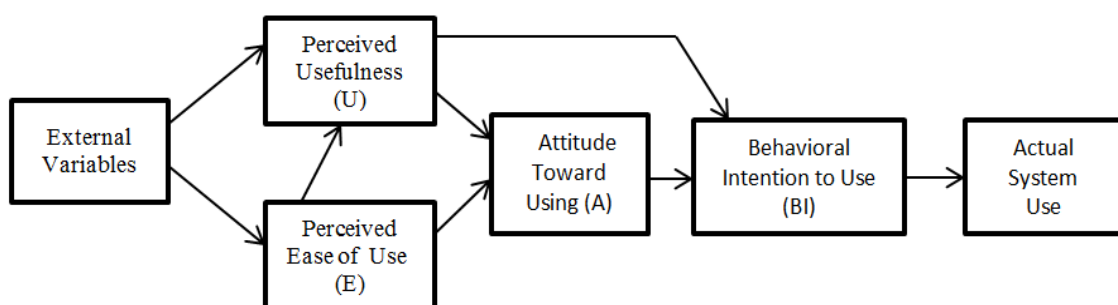 External
Variables
Perceived
Usefulness
(U)
Perceived
Ease of Use
(E)
Attitude
Toward
Using (A)
Behavioral
Intention to Use
(BI)
Actual
System
Use